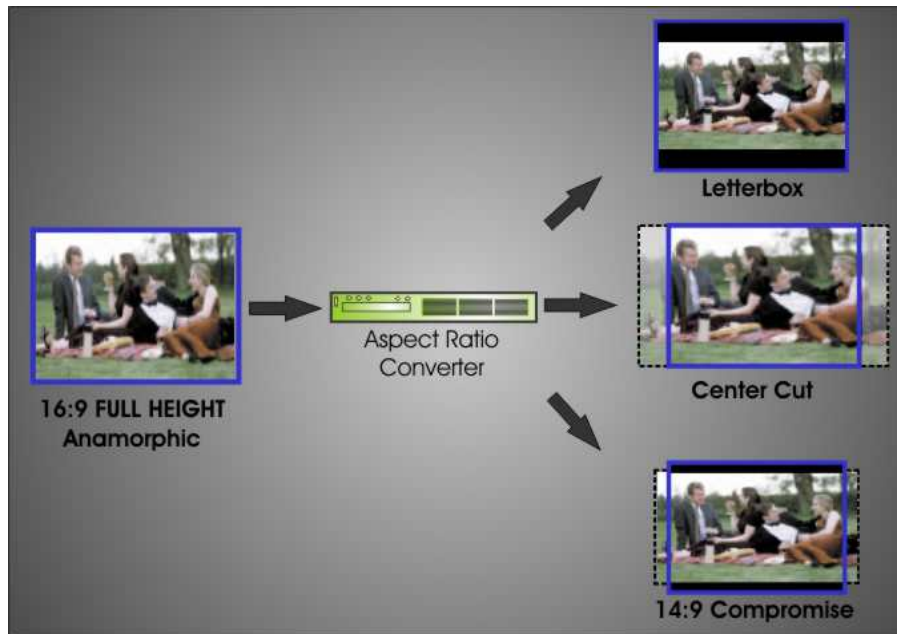 Letterbox
16:9 FULL HEIGHT
Anamorphic
Aspect Ratio
Converter
Center Cut
14:9 Compromise